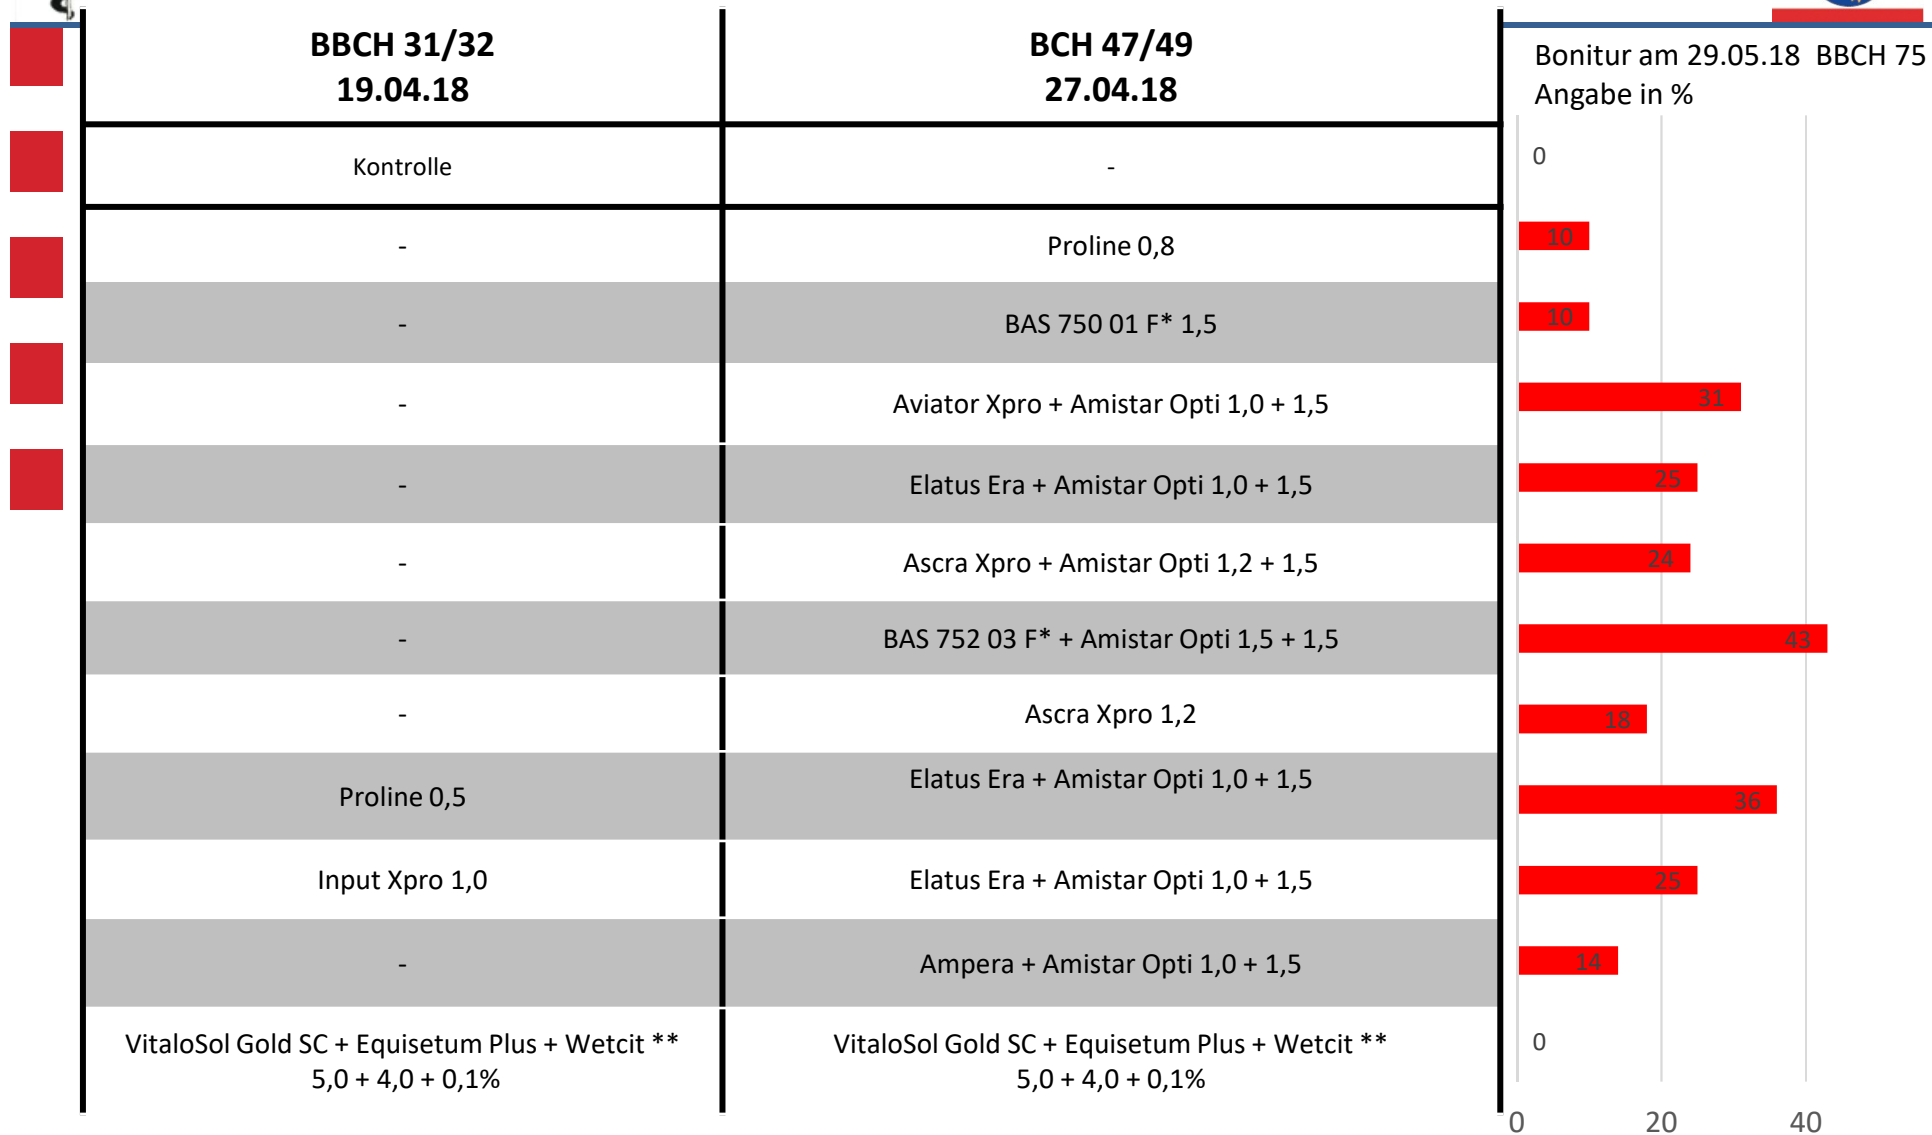 BBCH 31/32
19.04.18
BCH 47/49
27.04.18
Bonitur am 29.05.18 BBCH 75
Angabe in %
Kontrolle
-
0
-
Proline 0,8
10
-
BAS 750 01 F* 1,5
10
-
Aviator Xpro + Amistar Opti 1,0 + 1,5
31
-
Elatus Era + Amistar Opti 1,0 + 1,5
25
-
Ascra Xpro + Amistar Opti 1,2 + 1,5
24
-
BAS 752 03 F* + Amistar Opti 1,5 + 1,5
43
-
Ascra Xpro 1,2
18
Proline 0,5
Elatus Era + Amistar Opti 1,0 + 1,5
36
Input Xpro 1,0
Elatus Era + Amistar Opti 1,0 + 1,5
25
-
Ampera + Amistar Opti 1,0 + 1,5
14
VitaloSol Gold SC + Equisetum Plus + Wetcit **
5,0 + 4,0 + 0,1%
VitaloSol Gold SC + Equisetum Plus + Wetcit **
5,0 + 4,0 + 0,1%
0
0 20 40